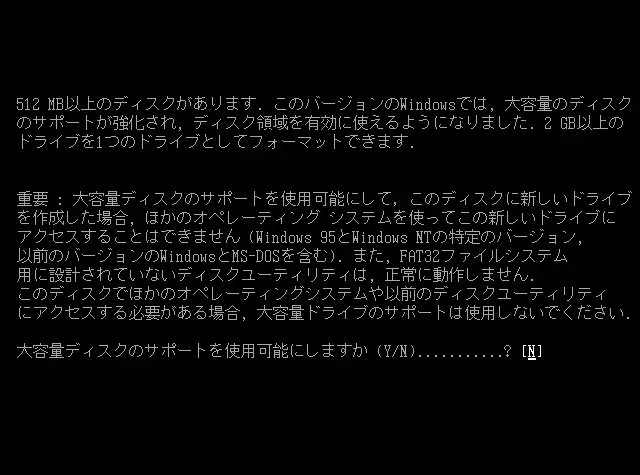 512 MB以上のディスクがあります. このバージョンのWindowsでは, 大容量のディスク
のサポートが強化され, ディスク領域を有効に使えるようになりました. 2 GB以上の
ドライブを1つのドライブとしてフォーマットできます.
重要 : 大容量ディスクのサポートを使用可能にして, このディスクに新しいドライブ
を作成した場合, ほかのオペレーティング システムを使ってこの新しいドライブに
アクセスすることはできません (Windows 95とWindows NTの特定のバージョン,
以前のバージョンのWindowsとMS-DOSを含む). また, FAT32ファイルシステム
用に設計されていないディスクユーティリティは, 正常に動作しません.
このディスクでほかのオペレーティングシステムや以前のディスクユーティリティ
にアクセスする必要がある場合, 大容量ドライブのサポートは使用しないでください.
大容量ディスクのサポートを使用可能にしますか (Y/N)...........? [N]